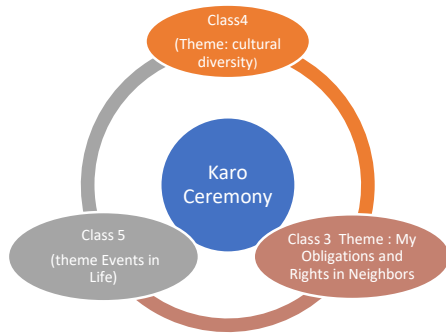 Class4
(Theme: cultural
diversity)
Karo
Ceremony
Class 5
(theme Events in
Life)
Class 3 Theme : My
Obligations and
Rights in Neighbors